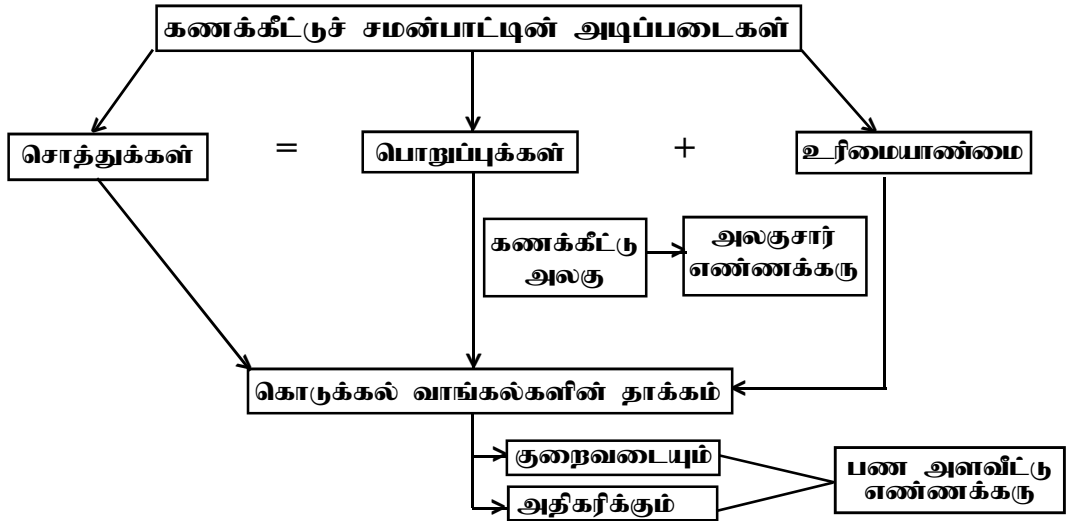 கணக்கீட்டுச் சமன்பாட்டின் அடிப்படைகள்
சொத்துக்கள் = பொறுப்புக்கள் + உரிமையாண்மை
கணக்கீட்டு
அலகு
அலகுசார்
எண்ணக்கரு
கொடுக்கல் வாங்கல்களின் தாக்கம்
குறைவடையும்
அதிகரிக்கும்
பண அளவீட்டு
எண்ணக்கரு